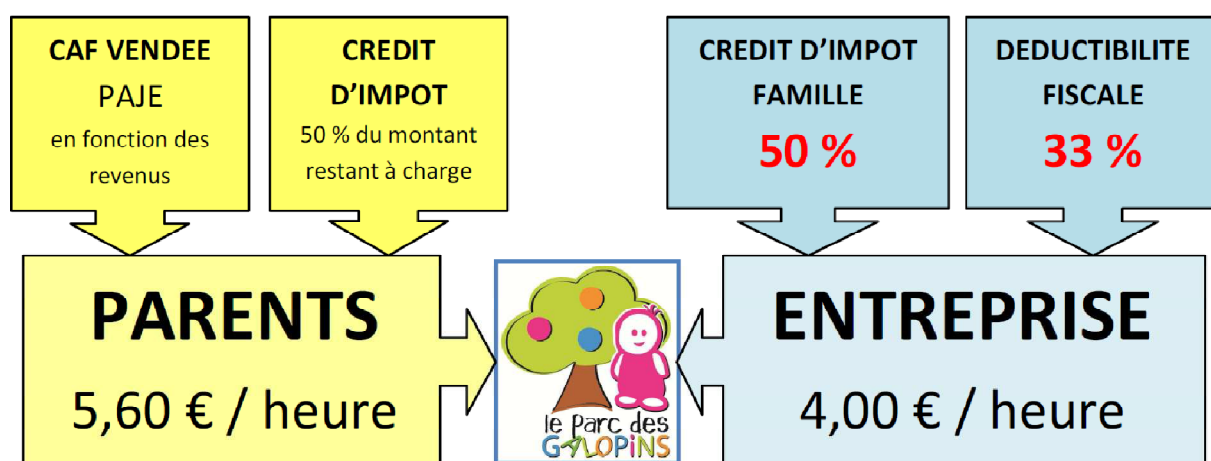 CAF VENDEE
PAJE
en fonction des
revenus
CREDIT
D’IMPOT
50 % du montant
restant à charge
CREDIT D’IMPOT
FAMILLE
50 %
DEDUCTIBILITE
FISCALE
33 %
PARENTS
5,60 € / heure
le Parc des
GALOPiNS
ENTREPRISE
4,00 € / heure